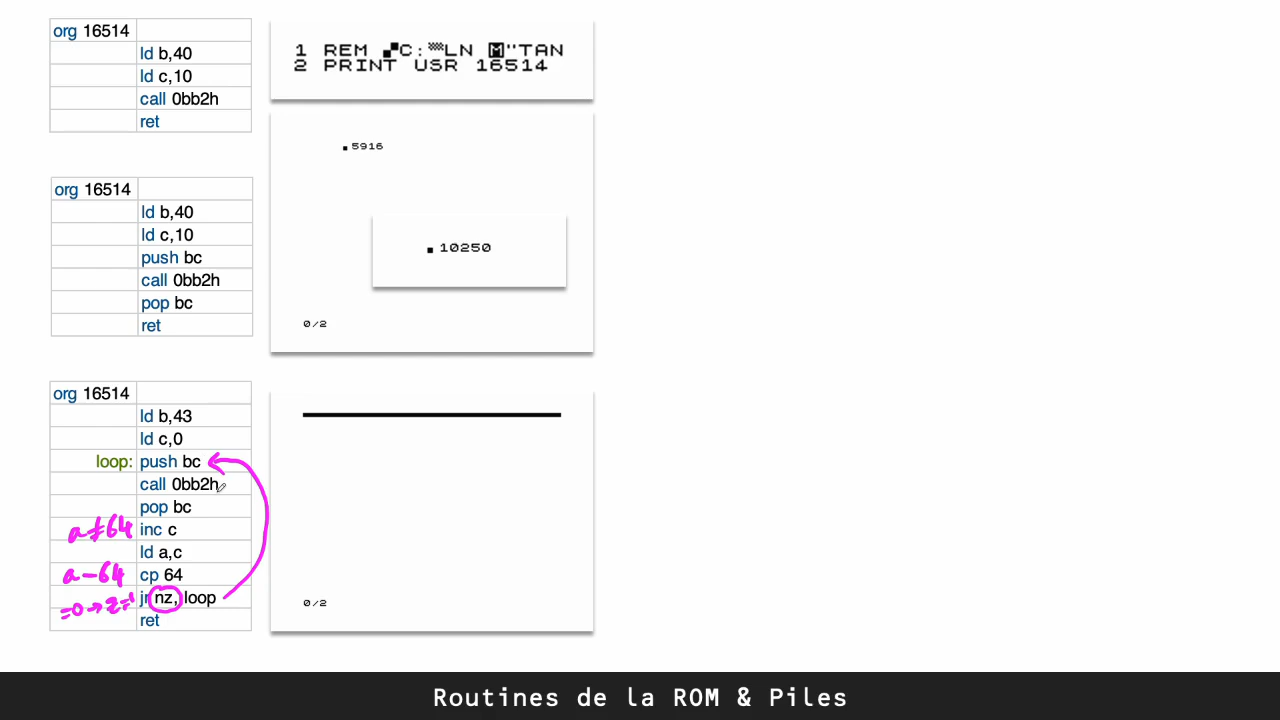 org 16514
ld b,40
ld c,10
call 0bb2h
ret
1 REM ▞C:▒LN M"TAN
2 PRINT USR 16514
5916
10250
0/2
org 16514
ld b,40
ld c,10
push bc
call 0bb2h
pop bc
ret
org 16514
ld b,43
ld c,0
loop: push bc
call 0bb2h
pop bc
a≠64 inc c
ld a,c
a-64 cp 64
=0→z=1 jr nz, loop
ret
0/2
Routines de la ROM & Piles